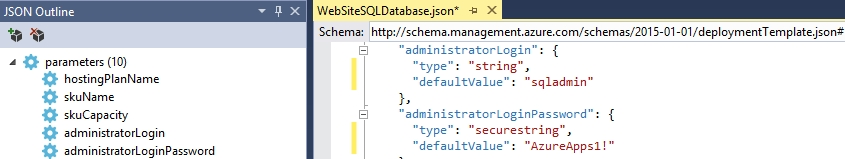 JSON Outline
parameters (10)
hostingPlanName
skuName
skuCapacity
administratorLogin
administratorLoginPassword
WebSiteSQLDatabase.json*
Schema: http://schema.management.azure.com/schemas/2015-01-01/deploymentTemplate.json#
"administratorLogin": {
"type": "string",
"defaultValue": "sqladmin"
},
"administratorLoginPassword": {
"type": "securestring",
"defaultValue": "AzureApps1!"